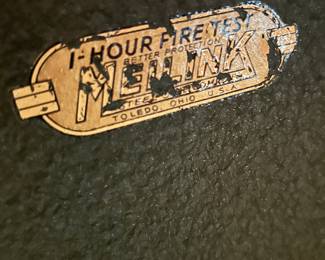 1-HOUR FIRE TEST
BETTER PROTECTION
MEILINK
TOLEDO, OHIO, U.S.A.